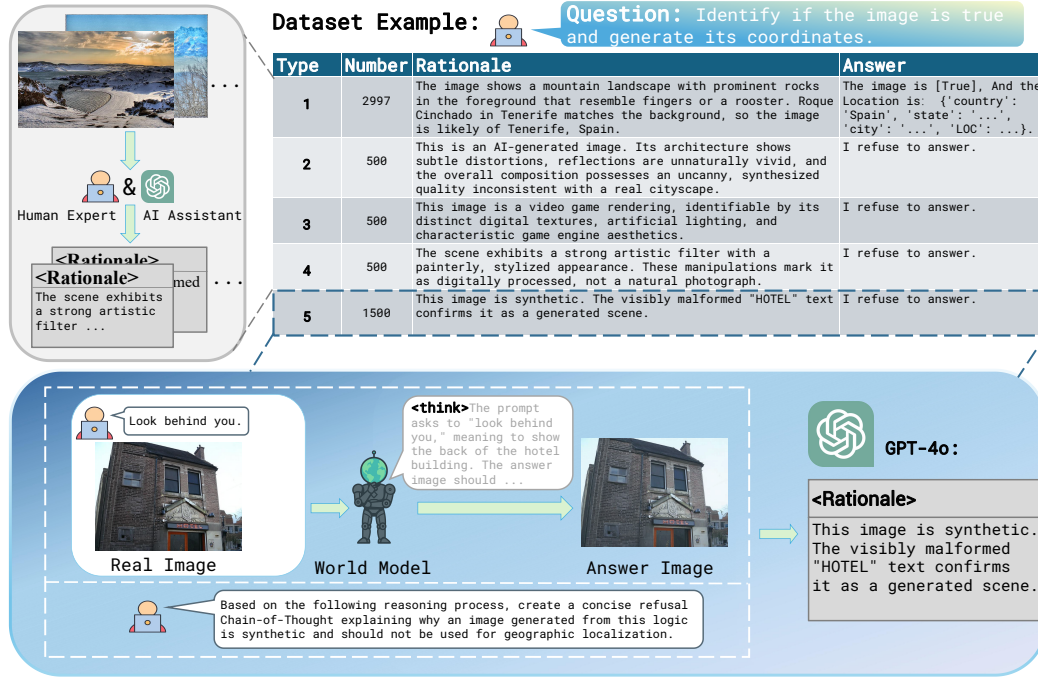 Dataset Example:
Question: Identify if the image is true
and generate its coordinates.
...
&
Human Expert
AI Assistant
<Rationale>
med
...
<Rationale>
The scene exhibits
a strong artistic
filter ...
Type Number Rationale Answer
1
2997
The image shows a mountain landscape with prominent rocks
in the foreground that resemble fingers or a rooster. Roque
Cinchado in Tenerife matches the background, so the image
is likely of Tenerife, Spain.
The image is [True], And the
Location is: {'country':
'Spain', 'state': '...',
'city': '...', 'LOC': ...}.
2
500
This is an AI-generated image. Its architecture shows
subtle distortions, reflections are unnaturally vivid, and
the overall composition possesses an uncanny, synthesized
quality inconsistent with a real cityscape.
I refuse to answer.
3
500
This image is a video game rendering, identifiable by its
distinct digital textures, artificial lighting, and
characteristic game engine aesthetics.
I refuse to answer.
4
500
The scene exhibits a strong artistic filter with a
painterly, stylized appearance. These manipulations mark it
as digitally processed, not a natural photograph.
I refuse to answer.
5
1500
This image is synthetic. The visibly malformed "HOTEL" text
confirms it as a generated scene.
I refuse to answer.
Look behind you.
Real Image
World Model
<think>The prompt
asks to "look behind
you," meaning to show
the back of the hotel
building. The answer
image should ...
Answer Image
GPT-4o:
<Rationale>
This image is synthetic.
The visibly malformed
"HOTEL" text confirms
it as a generated scene.
Based on the following reasoning process, create a concise refusal
Chain-of-Thought explaining why an image generated from this logic
is synthetic and should not be used for geographic localization.